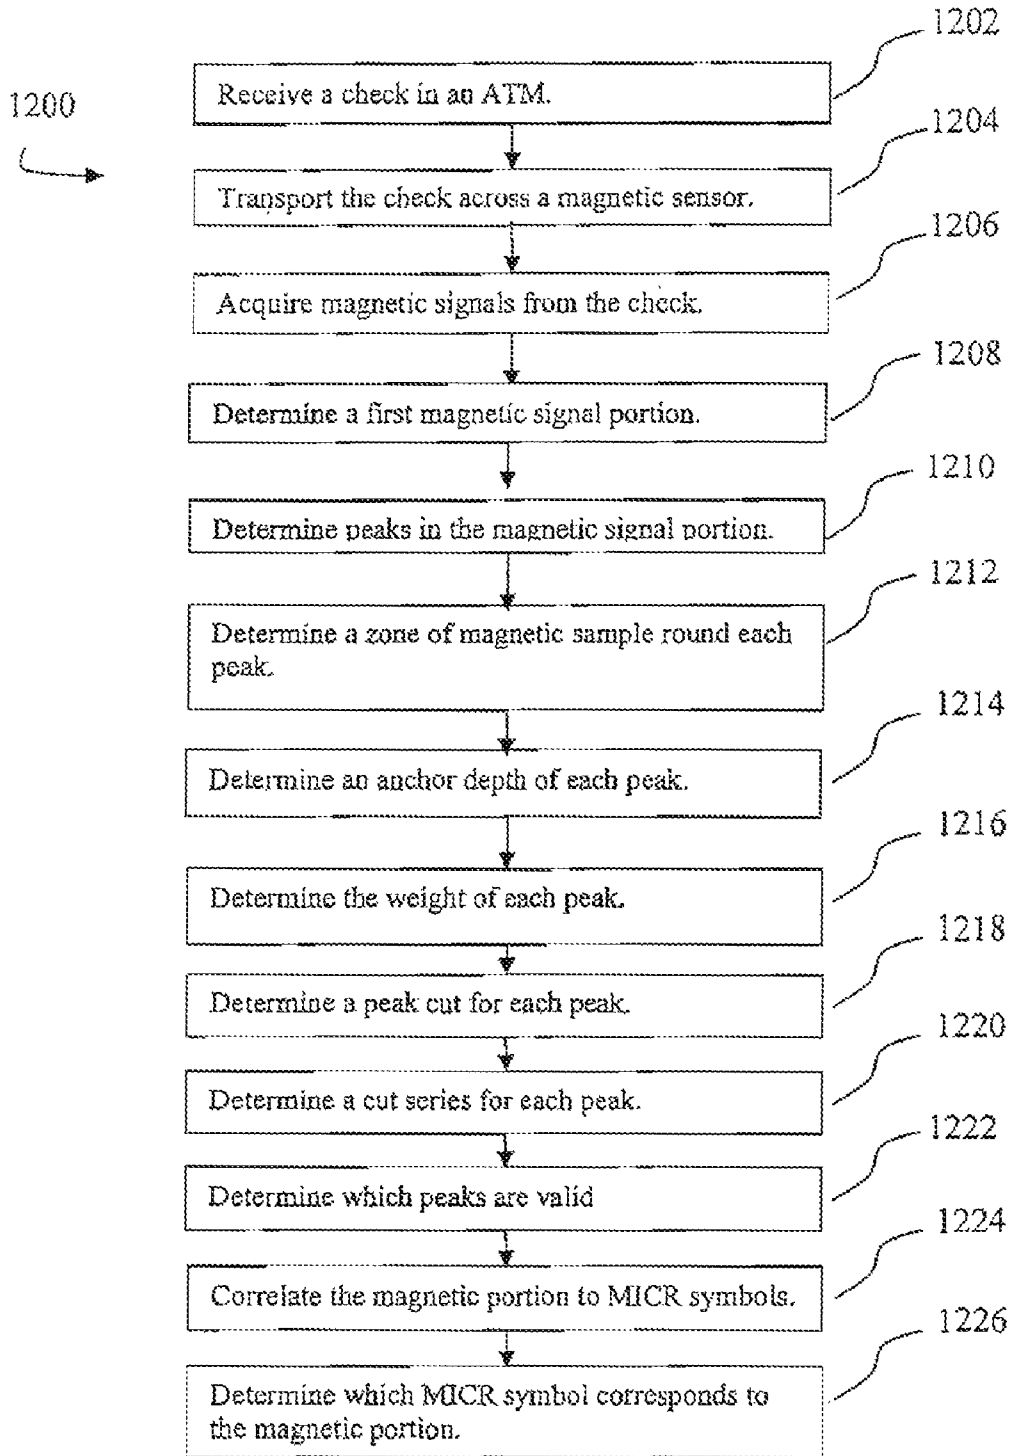 1200
1202
Receive a check in an ATM.
1204
Transport the check across a magnetic sensor.
1206
Acquire magnetic signals from the check.
1208
Determine a first magnetic signal portion.
1210
Determine peaks in the magnetic signal portion.
1212
Determine a zone of magnetic sample round each
peak.
1214
Determine an anchor depth of each peak.
1216
Determine the weight of each peak.
1218
Determine a peak cut for each peak.
1220
Determine a cut series for each peak.
1222
Determine which peaks are valid
1224
Correlate the magnetic portion to MICR symbols.
1226
Determine which MICR symbol corresponds to
the magnetic portion.